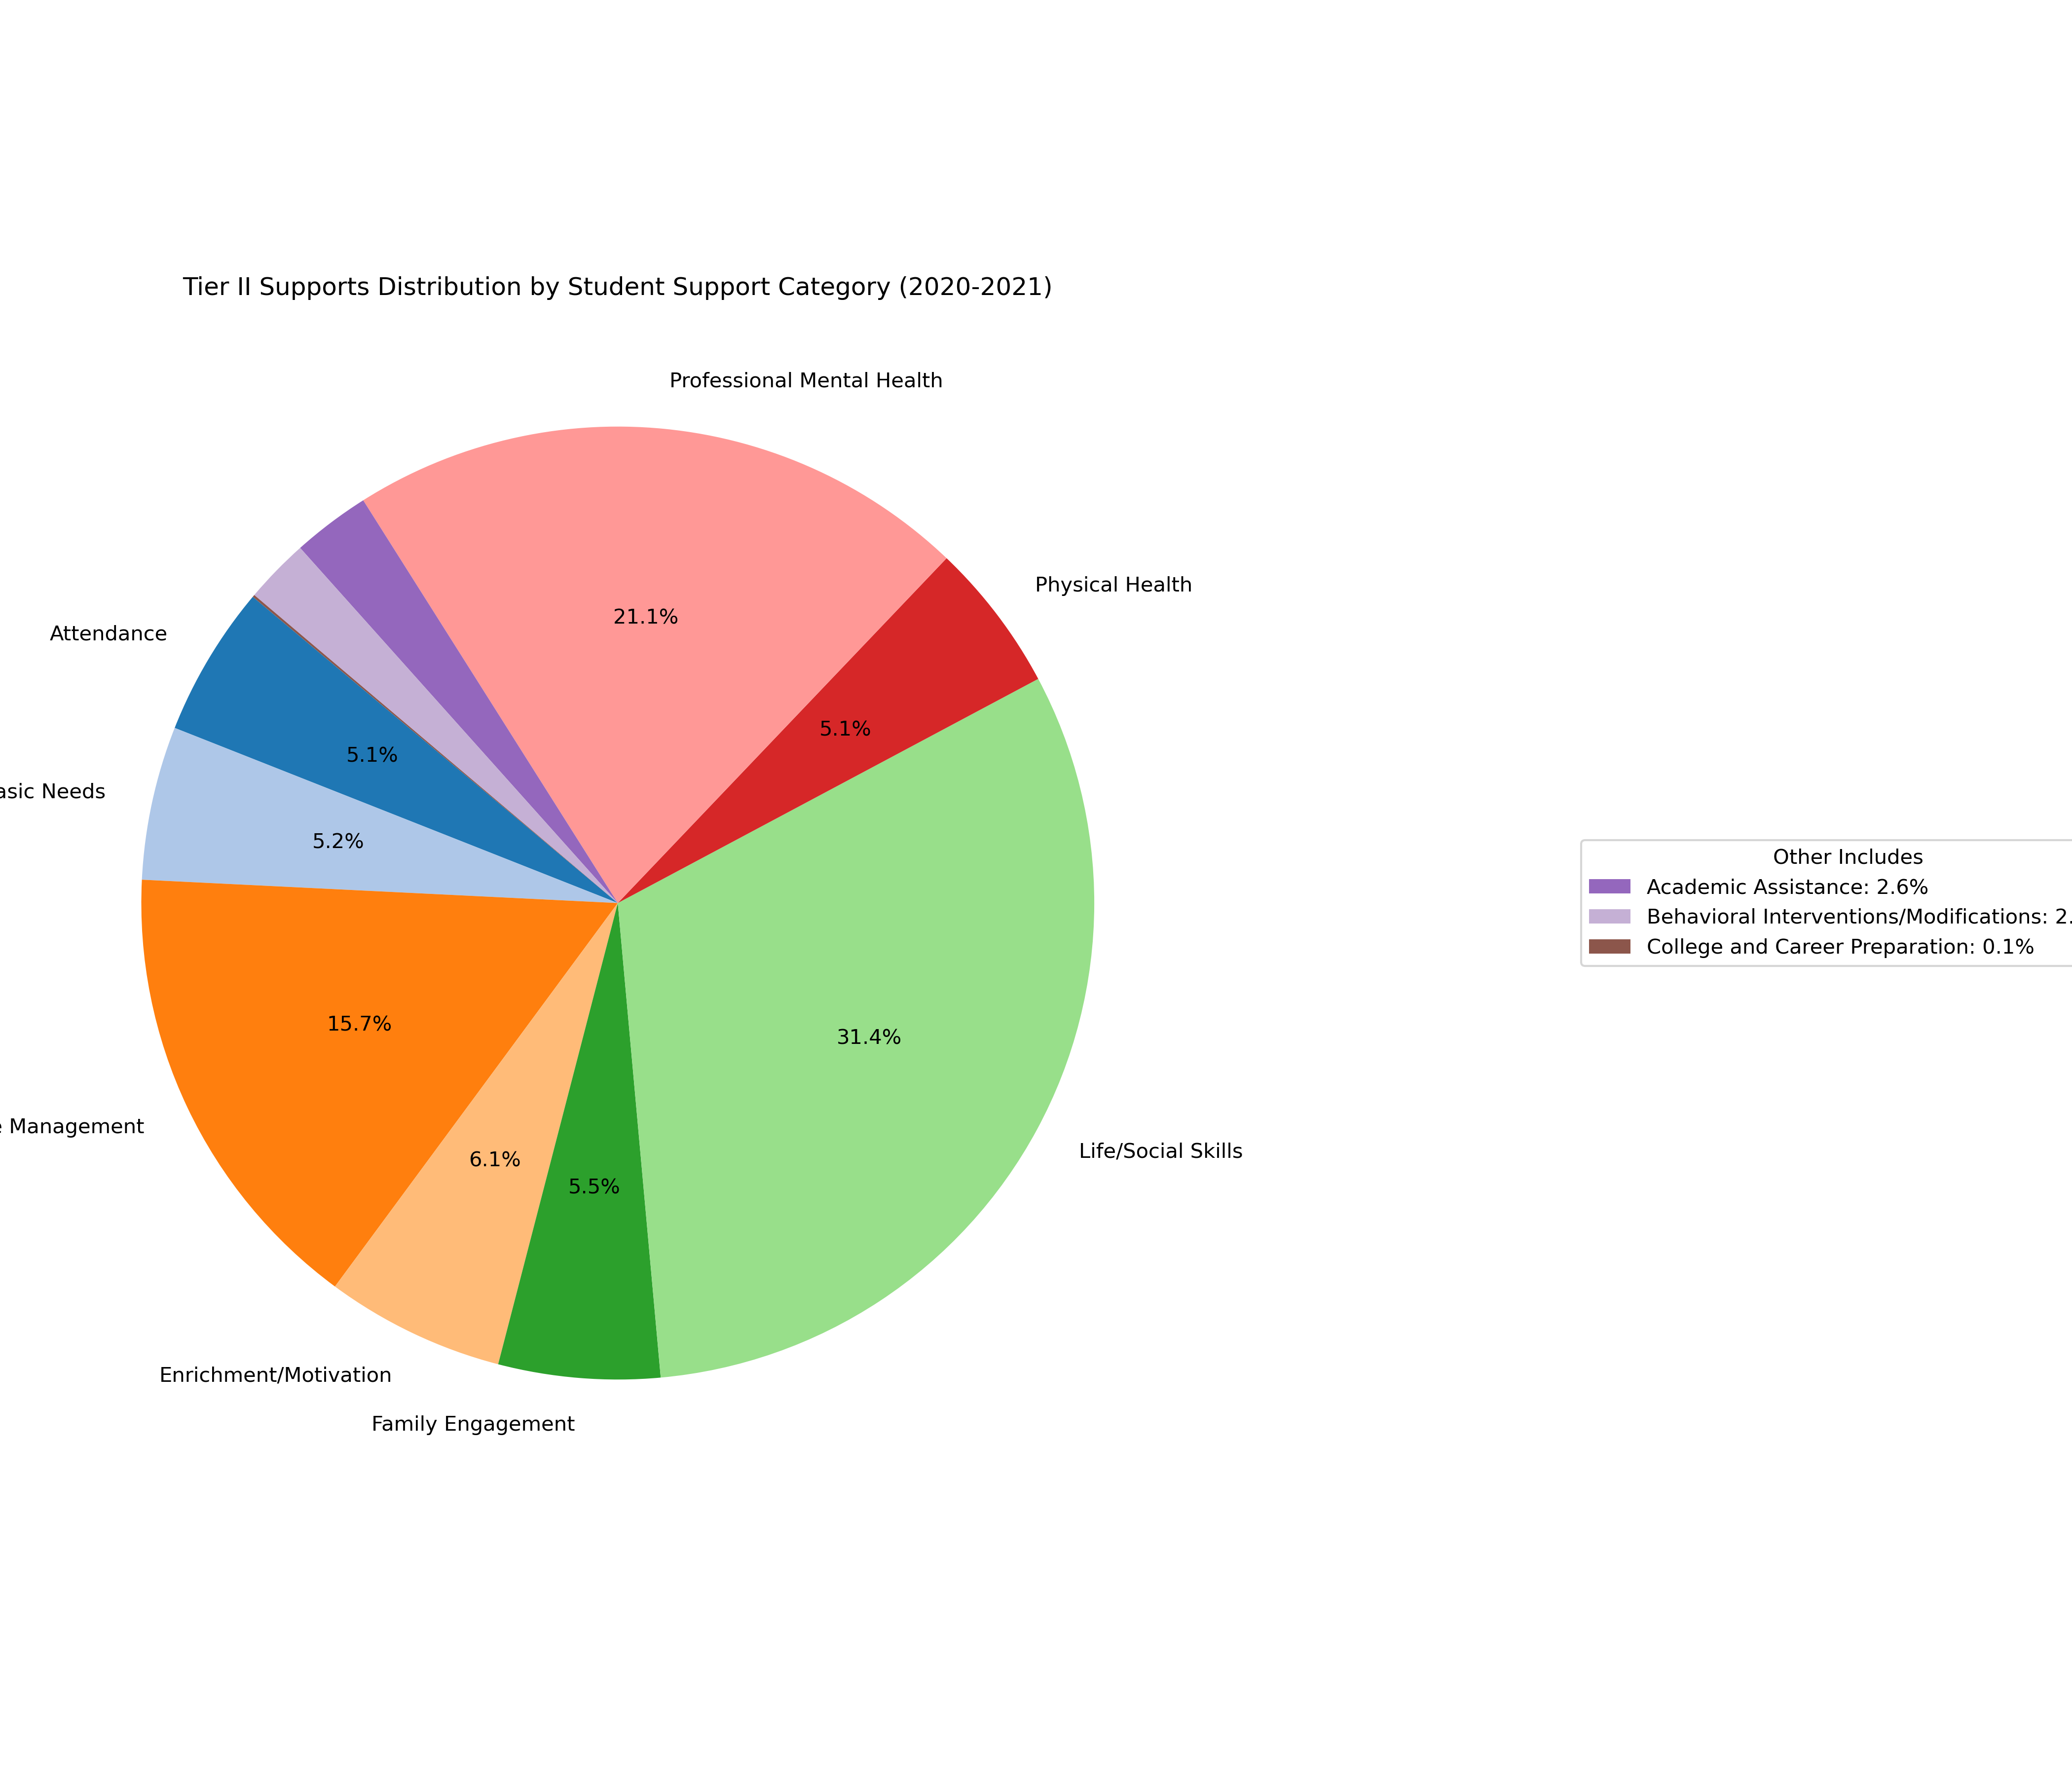 Tier II Supports Distribution by Student Support Category (2020-2021)
Professional Mental Health
Physical Health
21.1%
Attendance
5.1%
5.1%
asic Needs
5.2%
Other Includes
Academic Assistance: 2.6%
Behavioral Interventions/Modifications: 2.
College and Career Preparation: 0.1%
15.7%
31.4%
e Management
6.1%
Life/Social Skills
5.5%
Enrichment/Motivation
Family Engagement